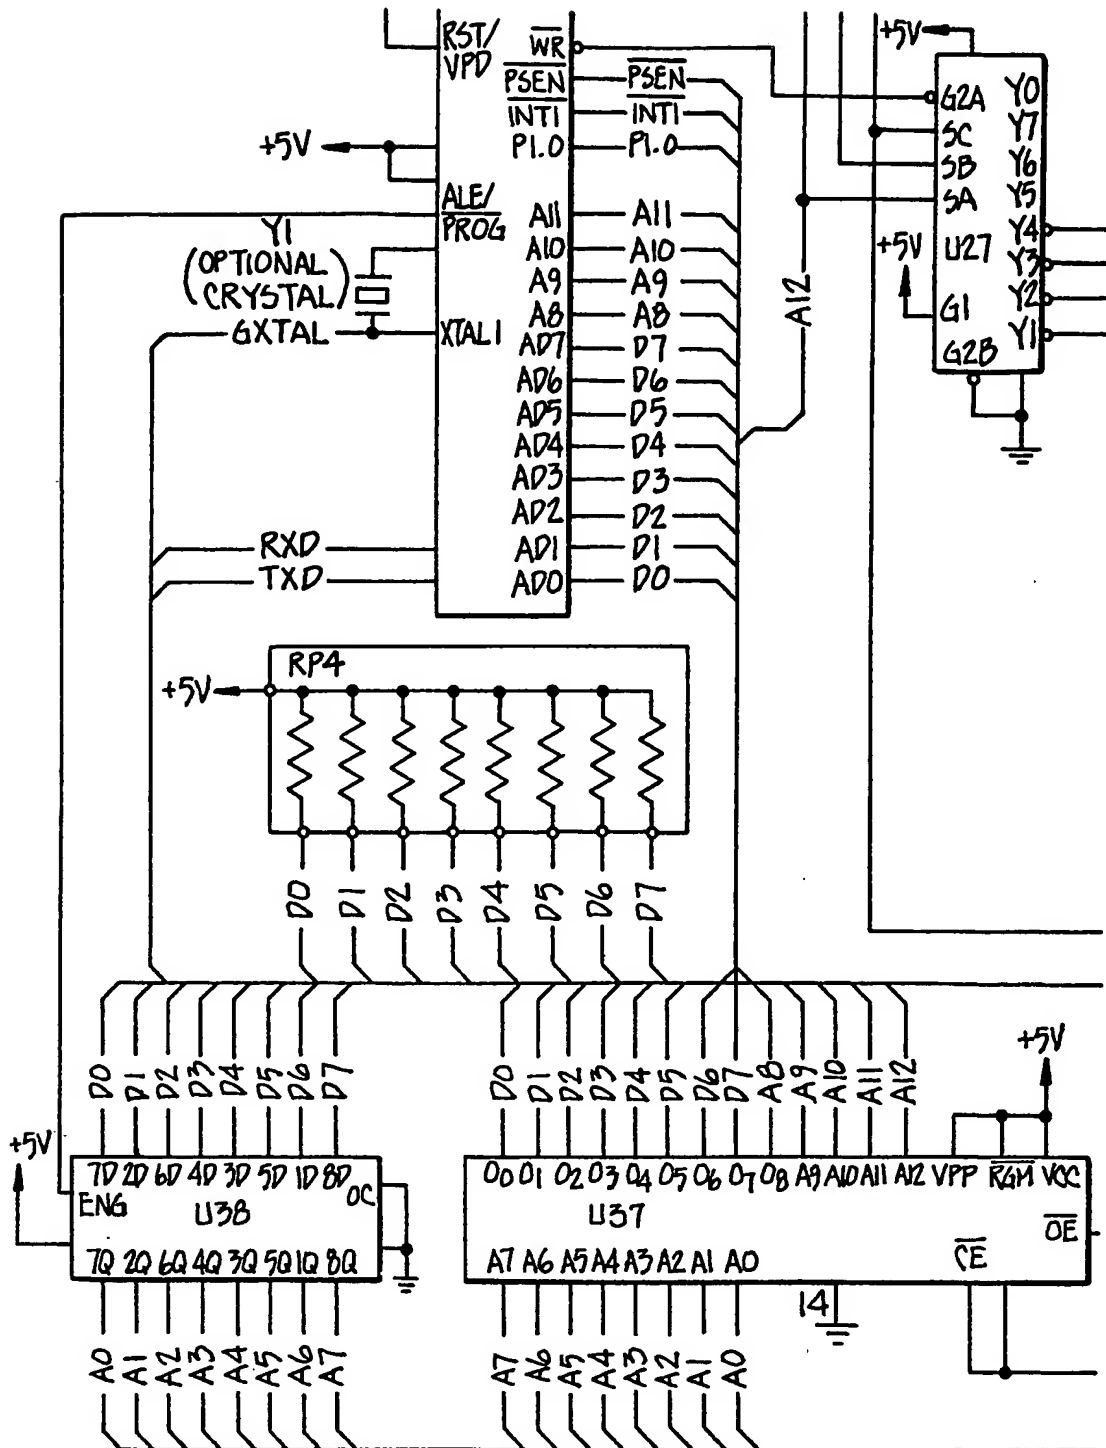 RST/
VPD
WR
PSEN
PSEN
INT1
INT1
P1.0
P1.0
+5V
ALE/
PROG
Y1
(OPTIONAL
CRYSTAL)
GXTAL
XTAL1
A11
A11
A10
A10
A9
A9
A8
A8
AD7
D7
AD6
D6
AD5
D5
AD4
D4
AD3
D3
AD2
D2
AD1
D1
AD0
D0
RXD
TXD
A12
+5V
G2A
Y0
SC
Y7
SB
Y6
SA
Y5
Y4
+5V
U27
Y3
Y2
G1
Y1
G2B
RP4
+5V
D0 D1 D2 D3 D4 D5 D6 D7
D0 D1 D2 D3 D4 D5 D6 D7
D0 D1 D2 D3 D4 D5 D6 D7 A8 A9 A10 A11 A12
+5V
+5V
7D 2D 6D 4D 3D 5D 1D 8D OC
ENG
U38
7Q 2Q 6Q 4Q 3Q 5Q 1Q 8Q
O0 O1 O2 O3 O4 O5 O6 O7 O8 A9 A10 A11 A12 VPP RGM VCC
U37
OE
CE
A7 A6 A5 A4 A3 A2 A1 A0
14
A0 A1 A2 A3 A4 A5 A6 A7
A7 A6 A5 A4 A3 A2 A1 A0